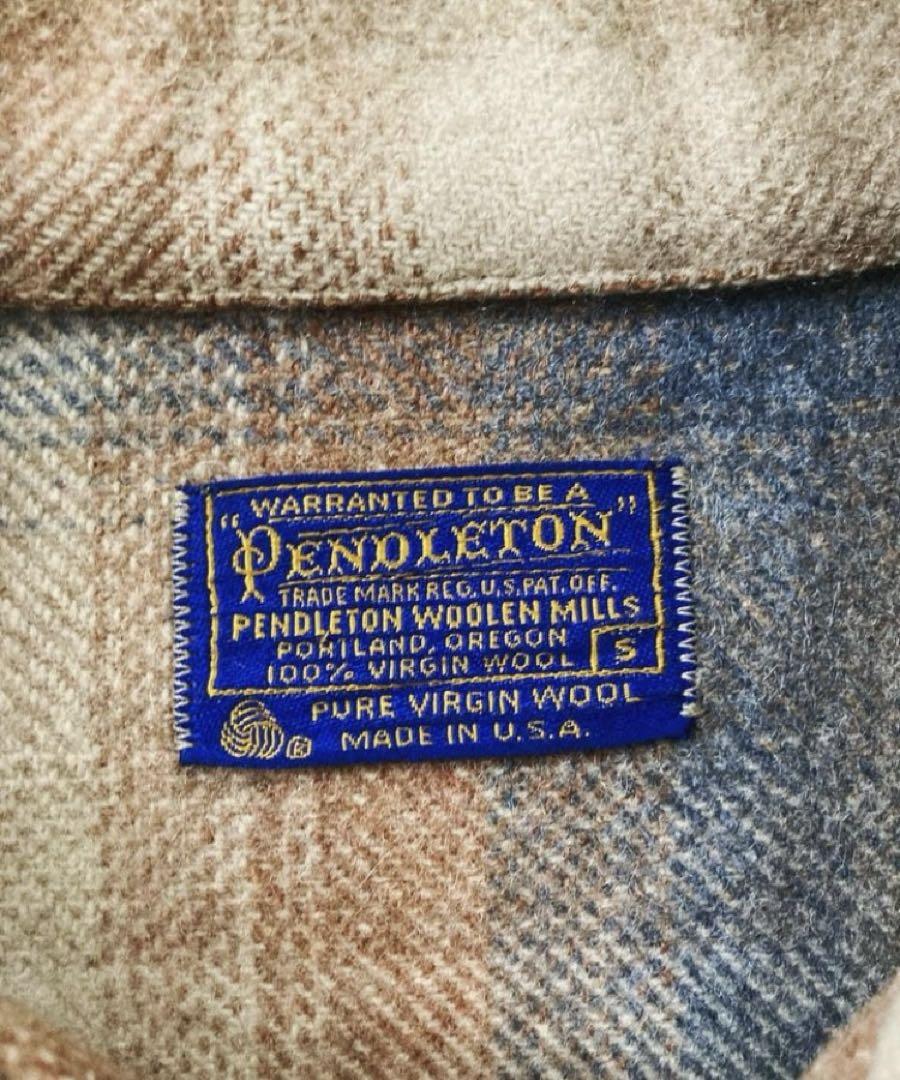 WARRANTED TO BE A
"PENDLETON"
TRADE MARK REG. U.S. PAT. OFF.
PENDLETON WOOLEN MILLS
PORTLAND, OREGON
100% VIRGIN WOOL S
PURE VIRGIN WOOL
® MADE IN U.S.A.